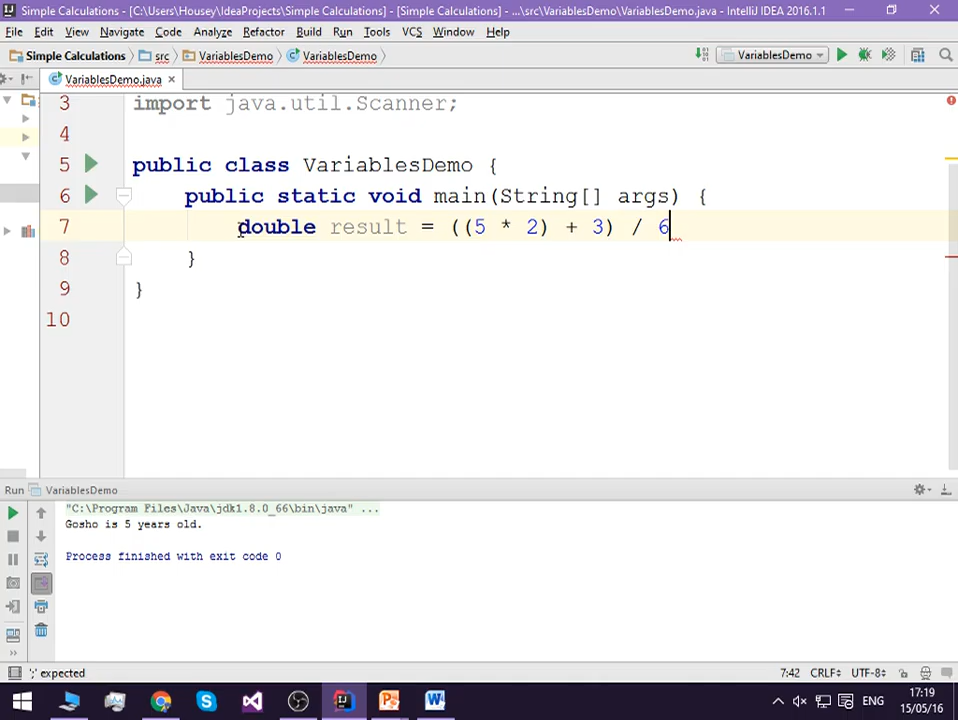 Simple Calculations - [C:\Users\Housey\IdeaProjects\Simple Calculations] - [Simple Calculations] - ...\src\VariablesDemo\VariablesDemo.java - IntelliJ IDEA 2016.1.1
File Edit View Navigate Code Analyze Refactor Build Run Tools VCS Window Help
Simple Calculations src VariablesDemo VariablesDemo VariablesDemo
VariablesDemo.java
3 import java.util.Scanner;
4
5 public class VariablesDemo {
6 public static void main(String[] args) {
7 double result = ((5 * 2) + 3) / 6
8 }
9 }
10
Run VariablesDemo
"C:\Program Files\Java\jdk1.8.0_66\bin\java" ...
Gosho is 5 years old.
Process finished with exit code 0
';' expected 7:42 CRLF UTF-8
ENG 17:19
15/05/16